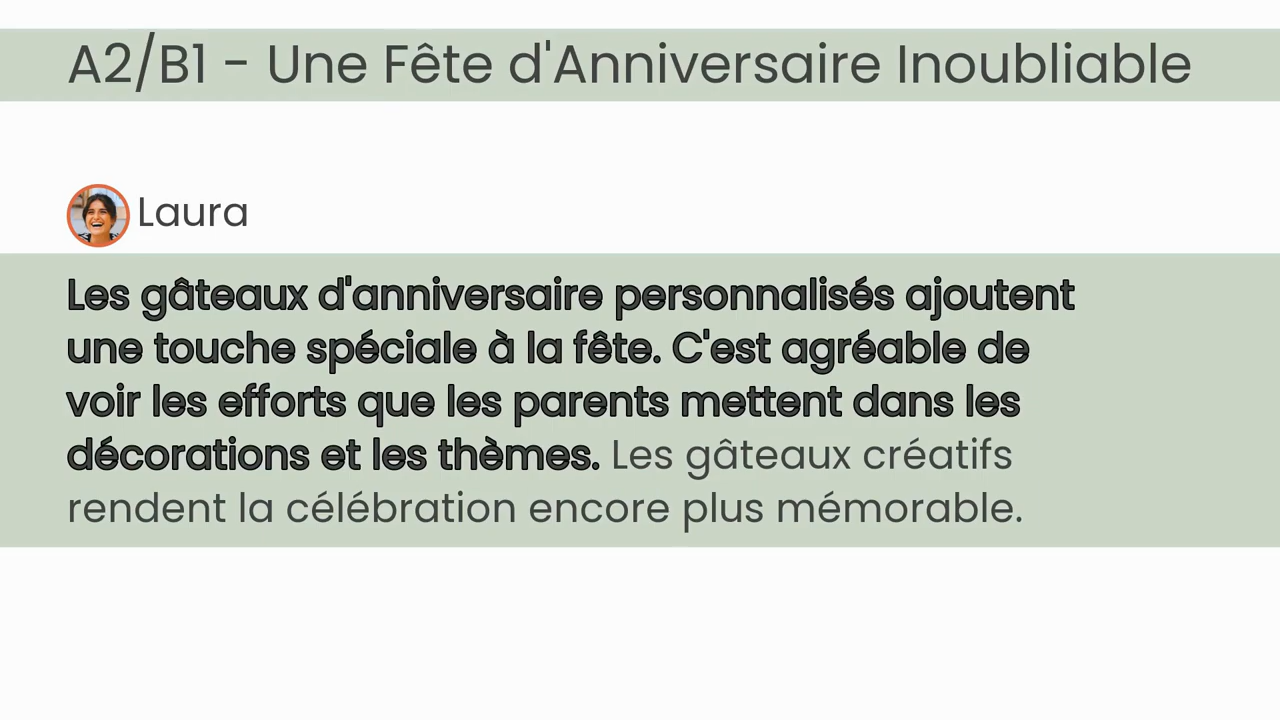 A2/B1 - Une Fête d'Anniversaire Inoubliable
Laura
Les gâteaux d'anniversaire personnalisés ajoutent
une touche spéciale à la fête. C'est agréable de
voir les efforts que les parents mettent dans les
décorations et les thèmes. Les gâteaux créatifs
rendent la célébration encore plus mémorable.